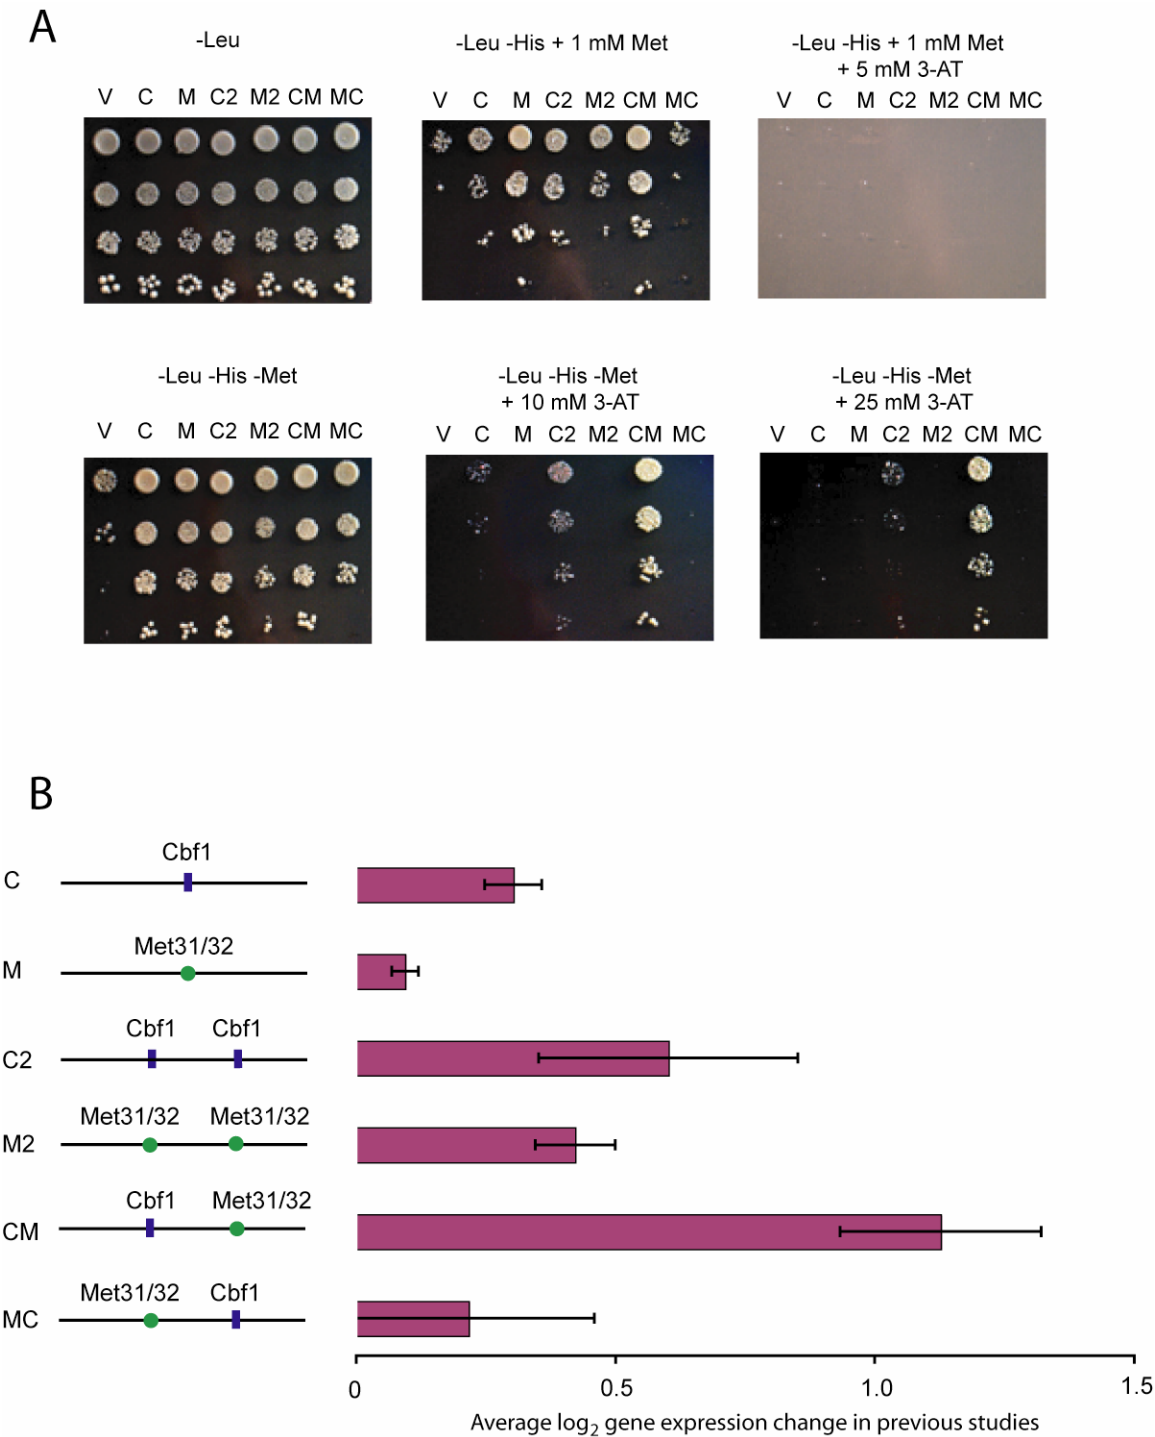 A
-Leu
V C M C2 M2 CM MC
-Leu -His + 1 mM Met
V C M C2 M2 CM MC
-Leu -His + 1 mM Met
+ 5 mM 3-AT
V C M C2 M2 CM MC
-Leu -His -Met
V C M C2 M2 CM MC
-Leu -His -Met
+ 10 mM 3-AT
V C M C2 M2 CM MC
-Leu -His -Met
+ 25 mM 3-AT
V C M C2 M2 CM MC
B
Cbf1
C
Met31/32
M
Cbf1 Cbf1
C2
Met31/32 Met31/32
M2
Cbf1 Met31/32
CM
Met31/32 Cbf1
MC
0 0.5 1.0 1.5
Average log₂ gene expression change in previous studies